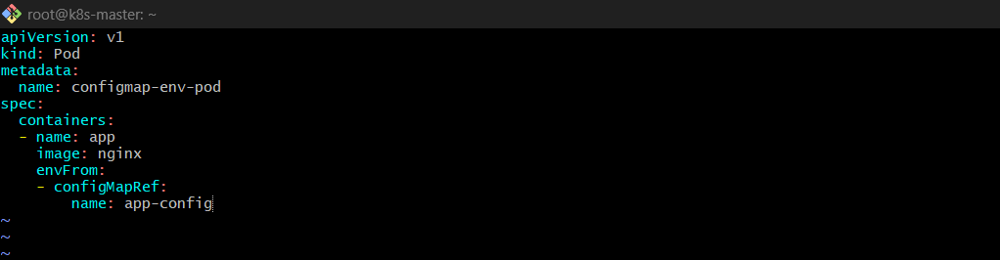 root@k8s-master: ~
apiVersion: v1
kind: Pod
metadata:
  name: configmap-env-pod
spec:
  containers:
  - name: app
    image: nginx
    envFrom:
    - configMapRef:
        name: app-config
~
~
~